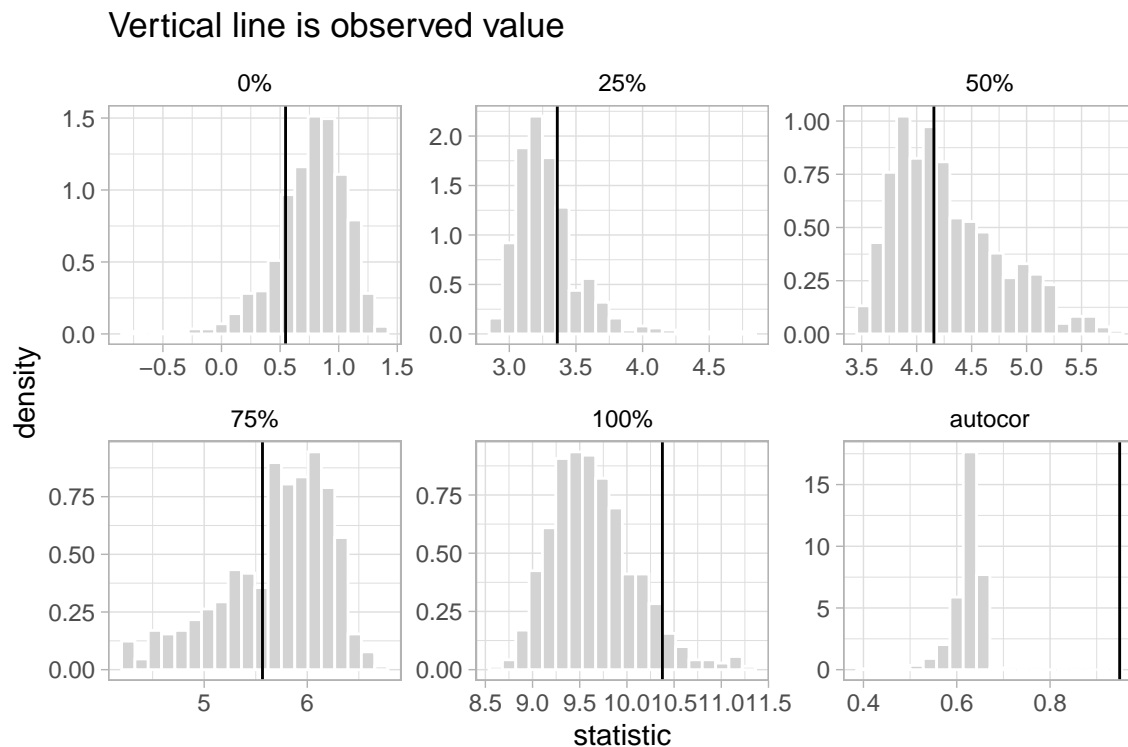 Vertical line is observed value
0% 25% 50%
1.5 1.0 0.5 0.0
2.0 1.5 1.0 0.5 0.0
1.00 0.75 0.50 0.25 0.00
−0.5 0.0 0.5 1.0 1.5
3.0 3.5 4.0 4.5
3.5 4.0 4.5 5.0 5.5
density
75% 100% autocor
0.75 0.50 0.25 0.00
0.75 0.50 0.25 0.00
15 10 5 0
5 6
8.5 9.0 9.5 10.0 10.5 11.0 11.5
0.4 0.6 0.8
statistic